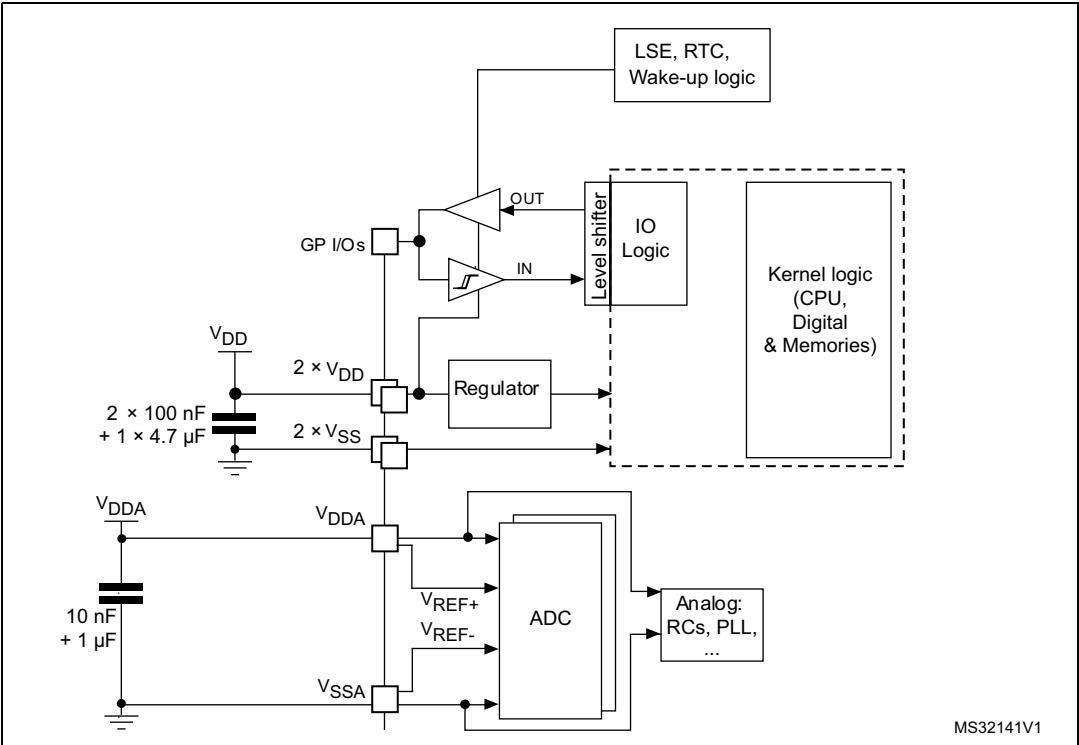 LSE, RTC,
Wake-up logic
OUT
Level shifter
IO
Logic
GP I/Os
IN
Kernel logic
(CPU,
Digital
& Memories)
VDD
2 × VDD
Regulator
2 × 100 nF
+ 1 × 4.7 µF
2 × VSS
VDDA
VDDA
VREF+
ADC
Analog:
RCs, PLL,
...
10 nF
+ 1 µF
VREF-
VSSA
MS32141V1